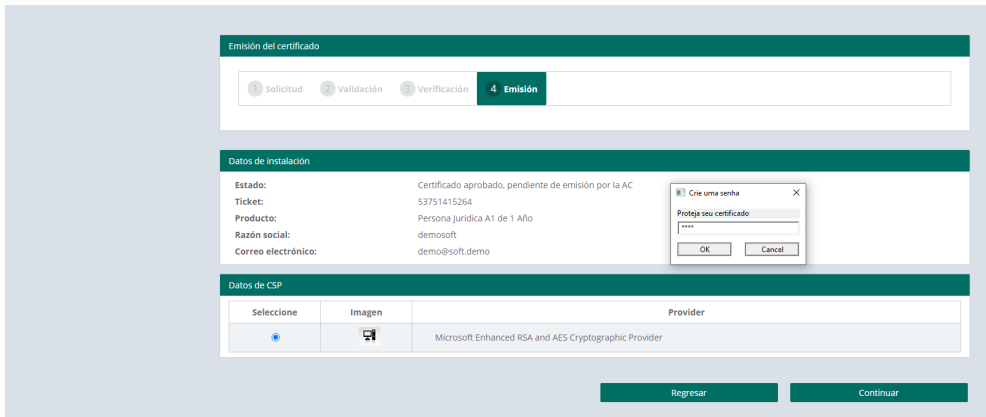 Emisión del certificado
1 Solicitud 2 Validación 3 Verificación 4 Emisión
Datos de instalación
Estado: Certificado aprobado, pendiente de emisión por la AC
Ticket: 53751415264
Producto: Persona Jurídica A1 de 1 Año
Razón social: demosoft
Correo electrónico: demo@soft.demo
Crie uma senha
Proteja seu certificado
****
OK Cancel
Datos de CSP
Seleccione Imagen Provider
Microsoft Enhanced RSA and AES Cryptographic Provider
Regresar Continuar